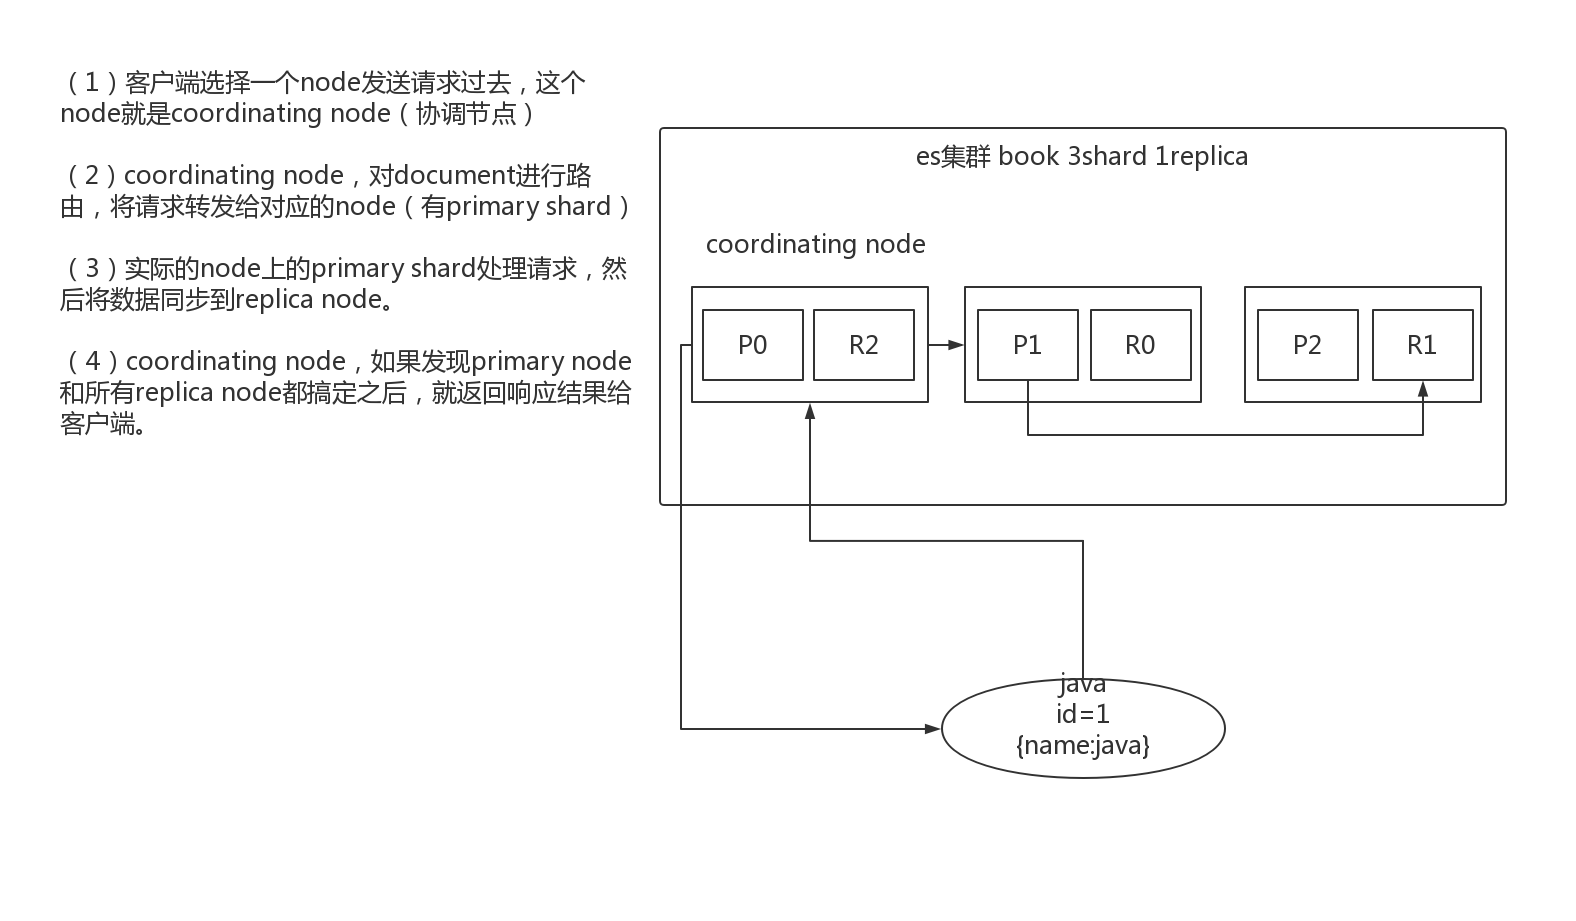 （1）客户端选择一个node发送请求过去，这个
node就是coordinating node（协调节点）
（2）coordinating node，对document进行路
由，将请求转发给对应的node（有primary shard）
（3）实际的node上的primary shard处理请求，然
后将数据同步到replica node。
（4）coordinating node，如果发现primary node
和所有replica node都搞定之后，就返回响应结果给
客户端。
es集群 book 3shard 1replica
coordinating node
P0
R2
P1
R0
P2
R1
java
id=1
{name:java}